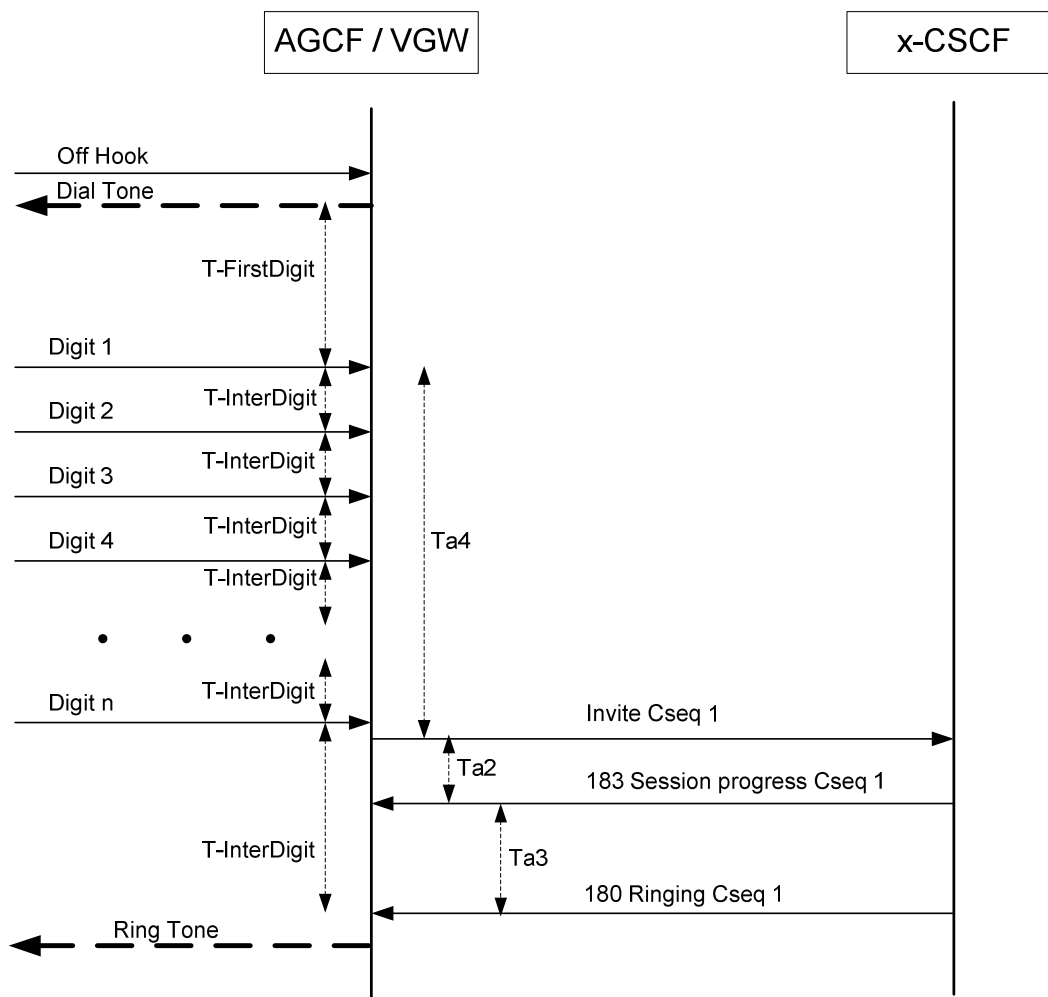 AGCF / VGW
x-CSCF
Off Hook
Dial Tone
T-FirstDigit
Digit 1
T-InterDigit
Digit 2
T-InterDigit
Digit 3
T-InterDigit
Digit 4
Ta4
T-InterDigit
T-InterDigit
Digit n
Invite Cseq 1
Ta2
183 Session progress Cseq 1
T-InterDigit
Ta3
180 Ringing Cseq 1
Ring Tone